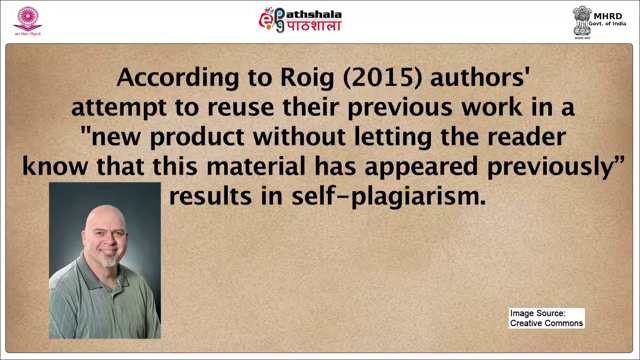 ePathshala
पाठशाला
MHRD
Govt. of India
According to Roig (2015) authors'
attempt to reuse their previous work in a
"new product without letting the reader
know that this material has appeared previously”
results in self-plagiarism.
Image Source:
Creative Commons